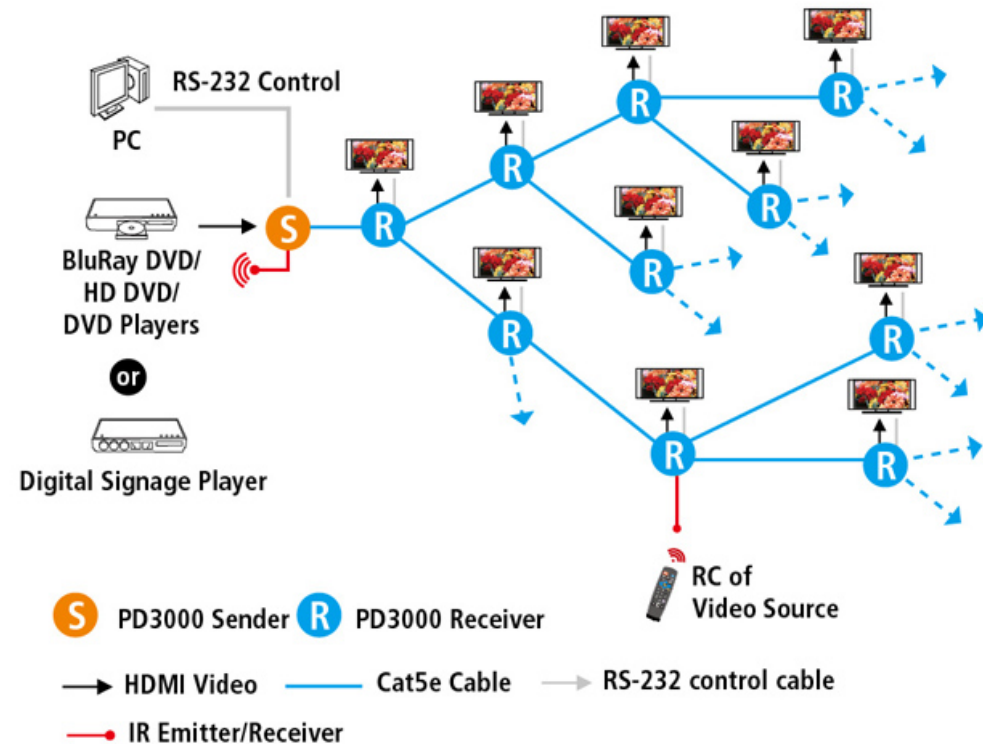 RS-232 Control
PC
S
R
R
R
R
R
R
R
R
R
R
BluRay DVD/
HD DVD/
DVD Players
or
Digital Signage Player
RC of
Video Source
S PD3000 Sender R PD3000 Receiver
HDMI Video Cat5e Cable RS-232 control cable
IR Emitter/Receiver